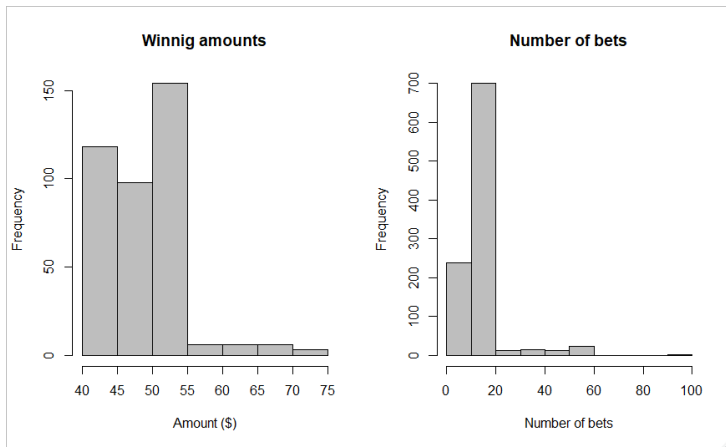 Winnig amounts
Frequency
0
50
100
150
40 45 50 55 60 65 70 75
Amount ($)
Number of bets
Frequency
0
100
200
300
400
500
600
700
0 20 40 60 80 100
Number of bets